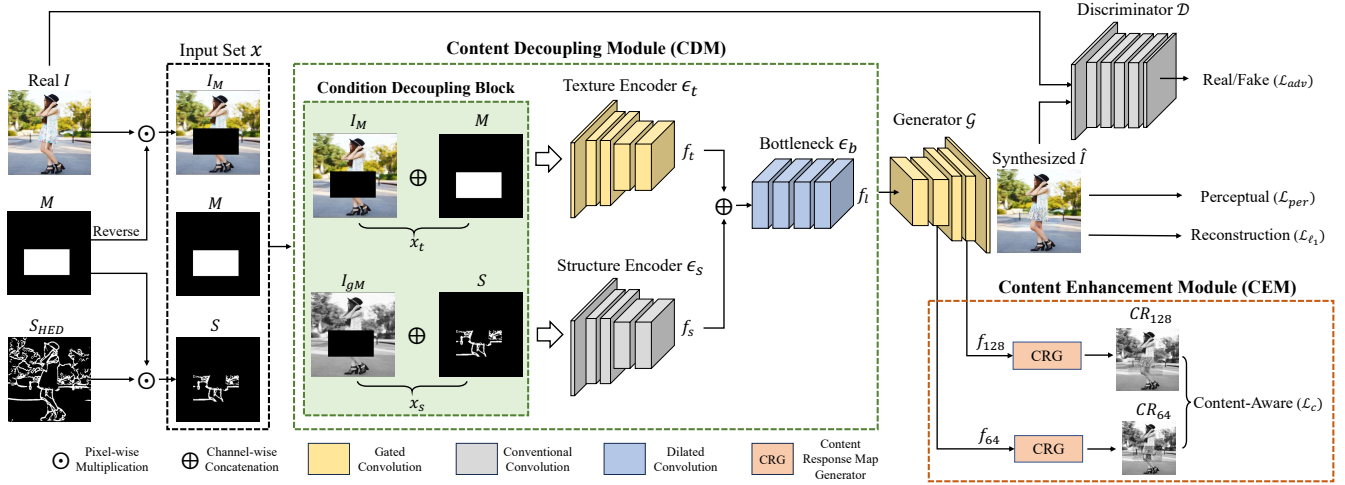 Discriminator 𝒟
Input Set 𝑥
Content Decoupling Module (CDM)
Real I
I_M
Condition Decoupling Block
Texture Encoder ϵ_t
Real/Fake (ℒ_adv)
I_M
M
Generator 𝒢
f_t
Bottleneck ϵ_b
Synthesized Î
M
Reverse
M
f_l
Perceptual (ℒ_per)
x_t
Reconstruction (ℒ_ℓ₁)
I_gM
S
Structure Encoder ϵ_s
Content Enhancement Module (CEM)
S_HED
S
f_s
CR_128
f_128
CRG
x_s
Content-Aware (ℒ_c)
CR_64
f_64
CRG
Pixel-wise
Multiplication
Channel-wise
Concatenation
Gated
Convolution
Conventional
Convolution
Dilated
Convolution
CRG
Content
Response Map
Generator